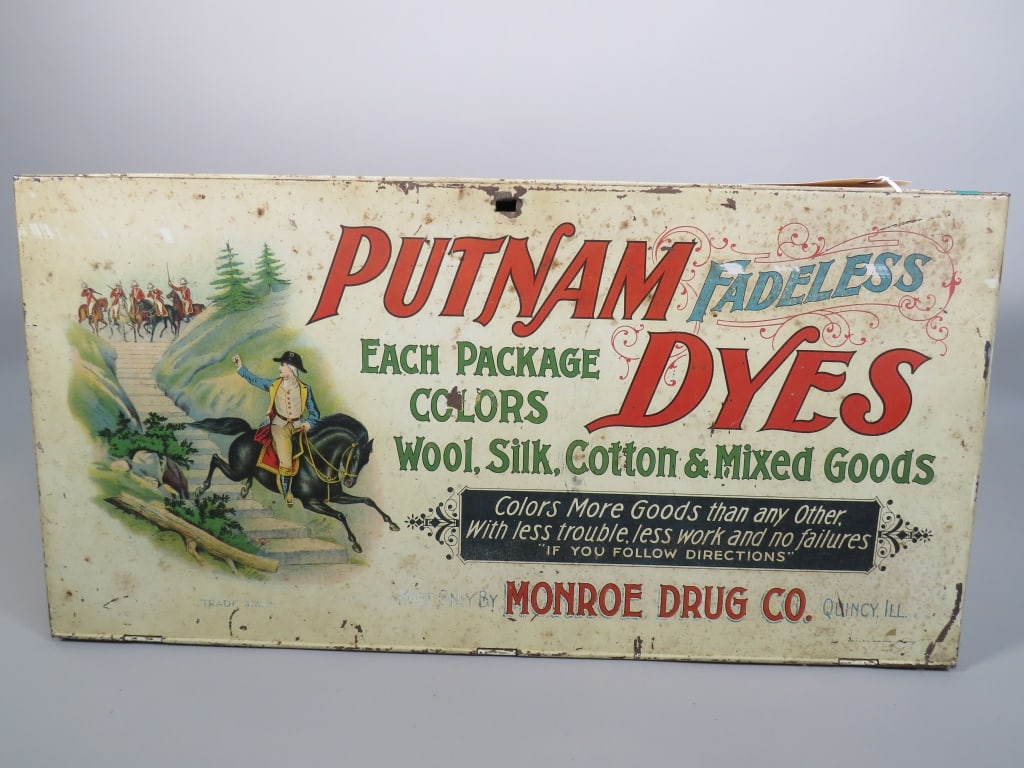 PUTNAM
FADELESS
DYES
EACH PACKAGE
COLORS
WOOL, SILK, COTTON & MIXED GOODS
Colors More Goods than any Other,
With less trouble, less work and no failures
"IF YOU FOLLOW DIRECTIONS"
BY MONROE DRUG CO. QUINCY, ILL.